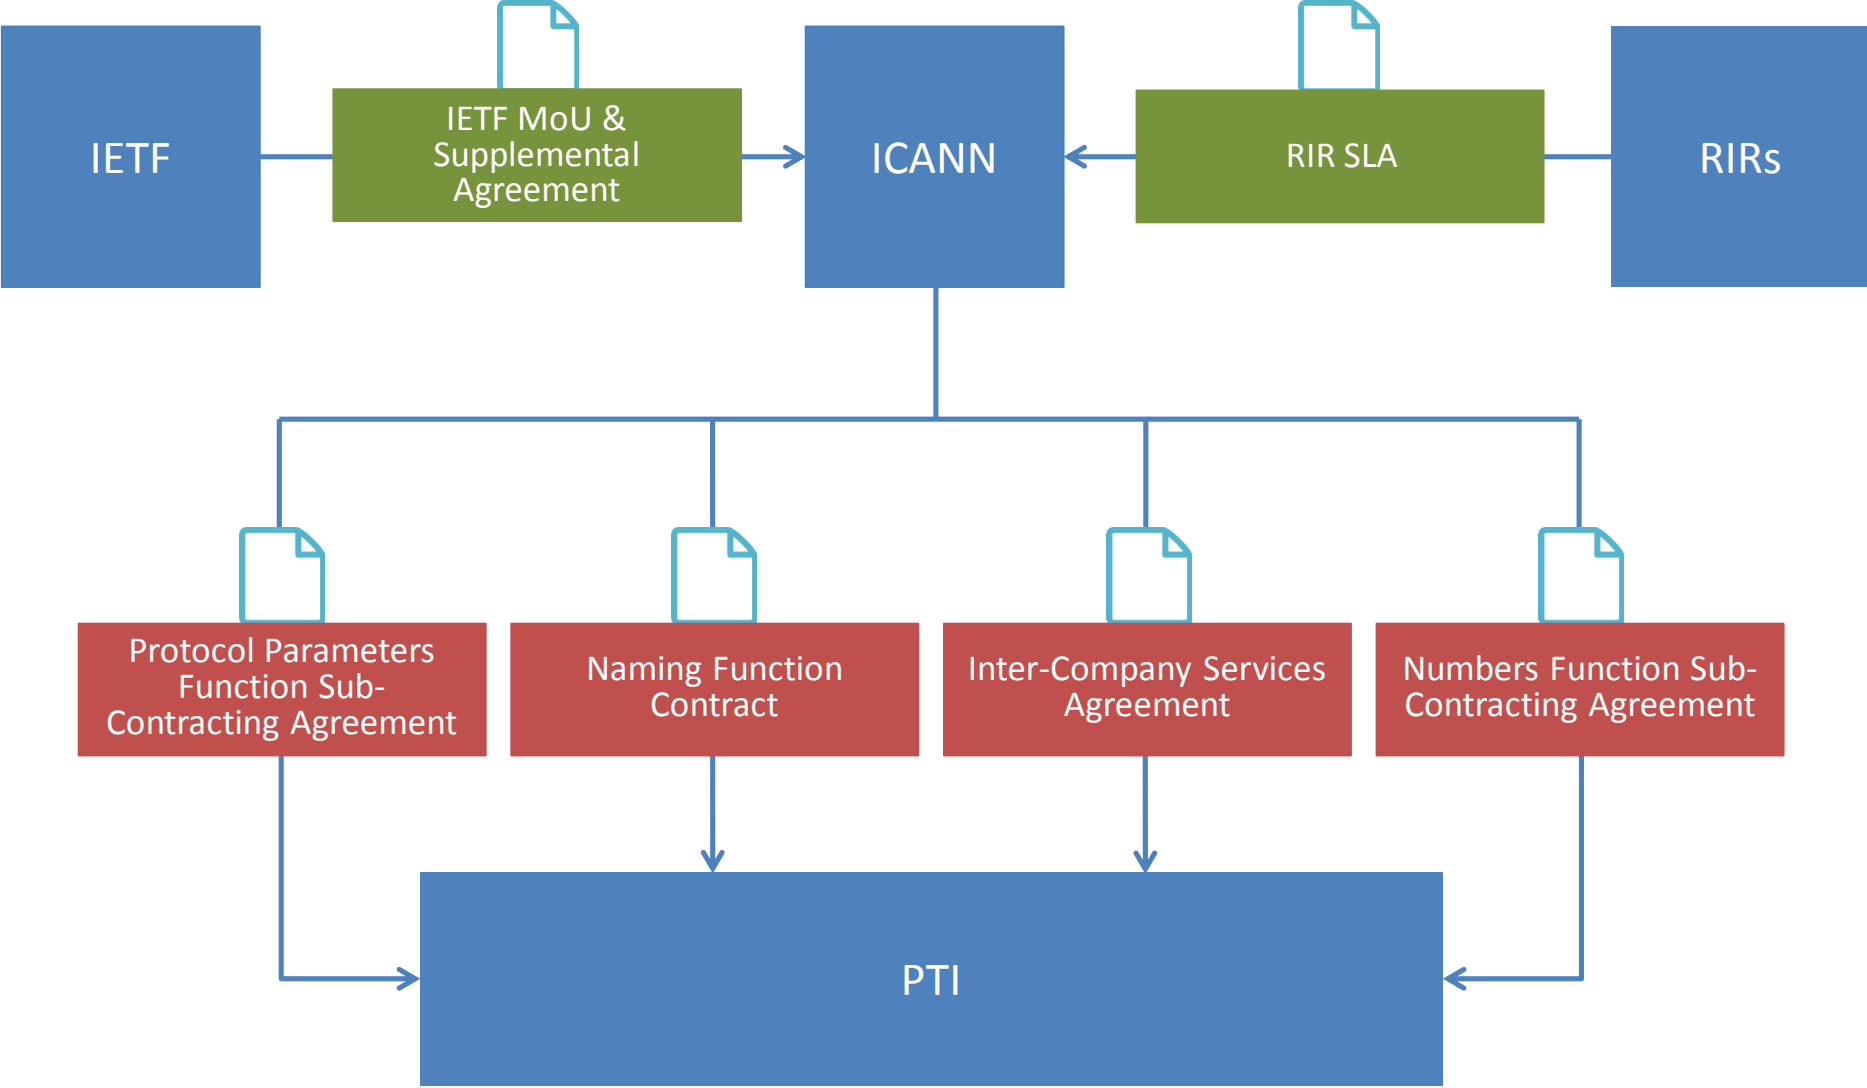 IETF
IETF MoU &
Supplemental
Agreement
ICANN
RIR SLA
RIRs
Protocol Parameters
Function Sub-
Contracting Agreement
Naming Function
Contract
Inter-Company Services
Agreement
Numbers Function Sub-
Contracting Agreement
PTI